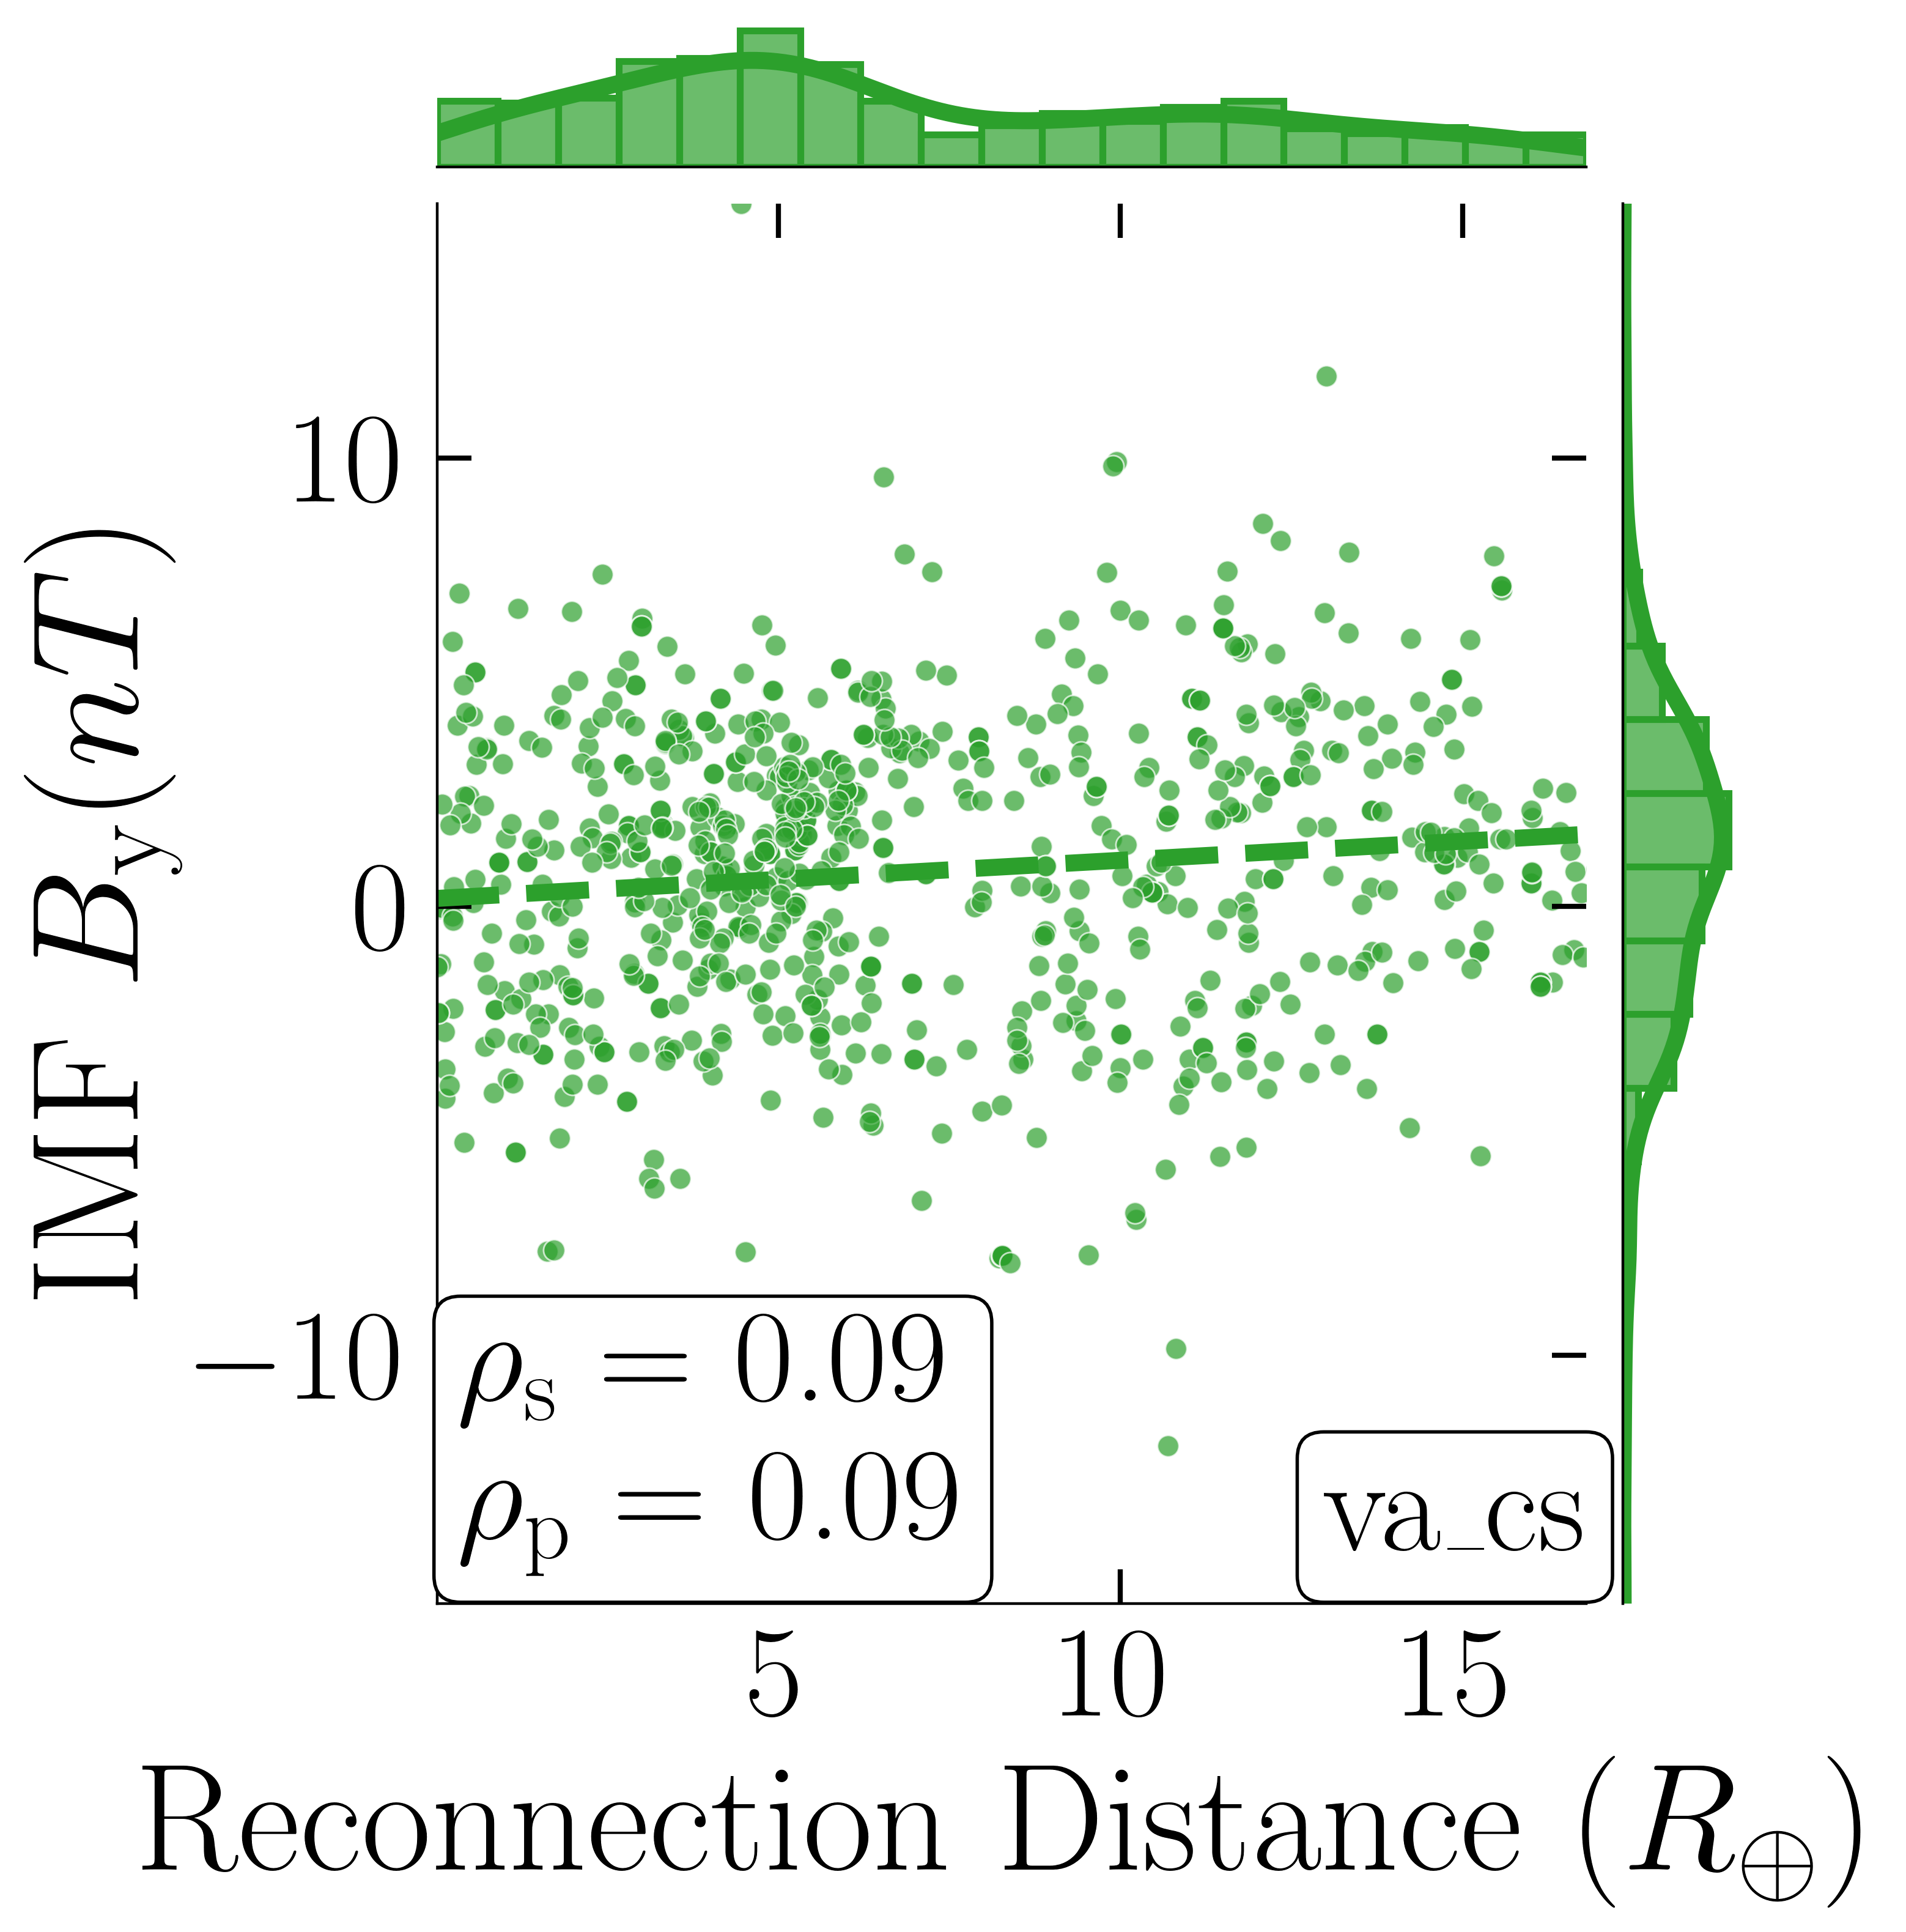 IMF B_y (nT)
10
0
−10
ρ_s = 0.09
ρ_p = 0.09
va_cs
5 10 15
Reconnection Distance (R_⊕)